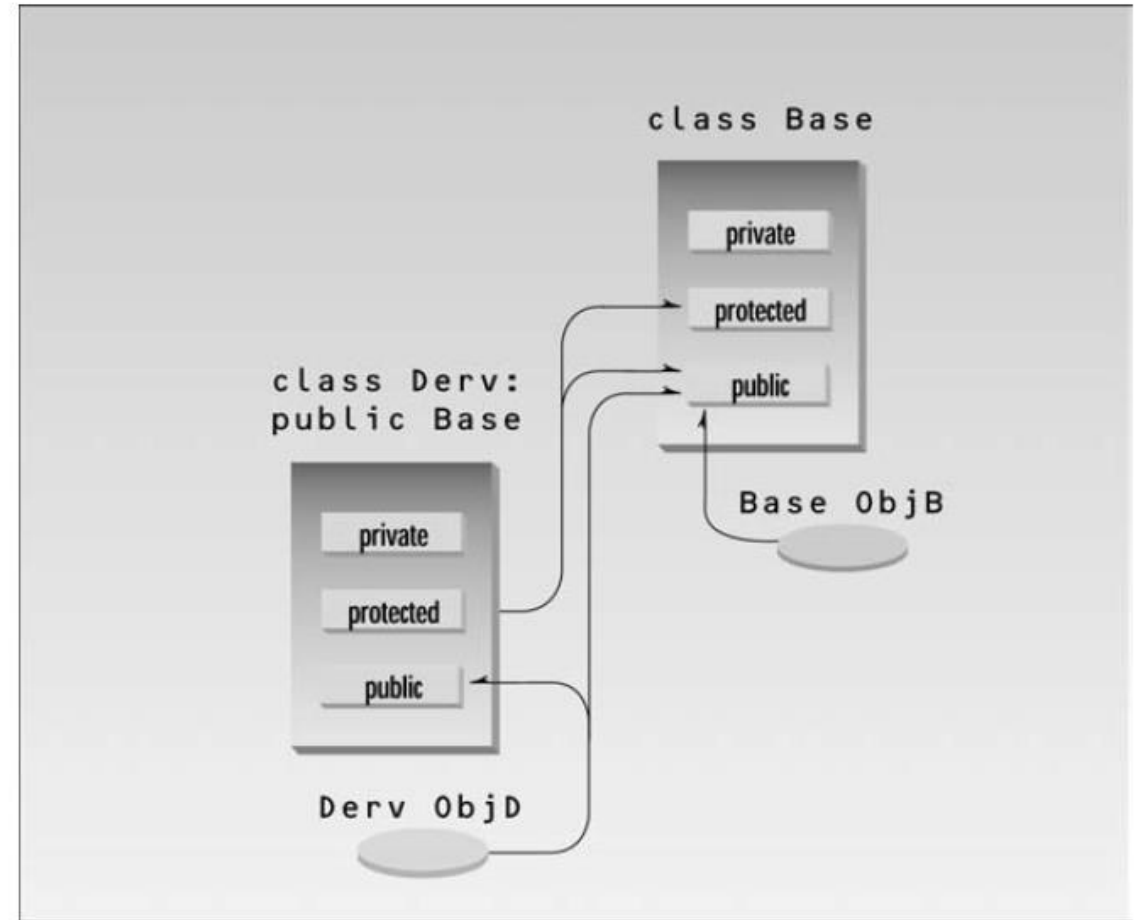 class Base
private
protected
public
class Derv:
public Base
Base ObjB
private
protected
public
Derv ObjD